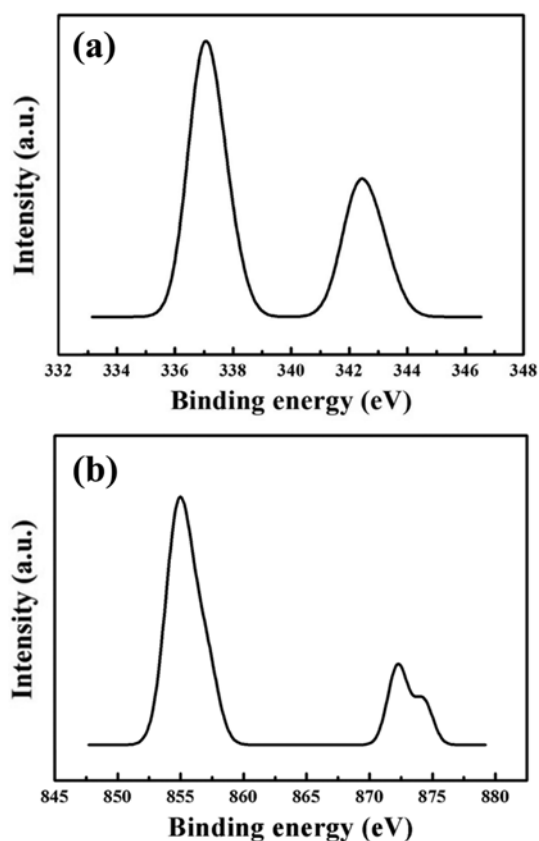 (a)
Intensity (a.u.)
332 334 336 338 340 342 344 346 348
Binding energy (eV)
(b)
Intensity (a.u.)
845 850 855 860 865 870 875 880
Binding energy (eV)